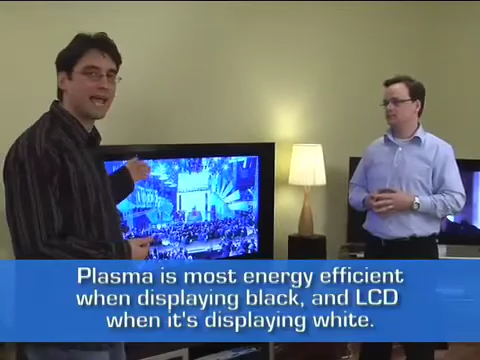 Plasma is most energy efficient
when displaying black, and LCD
when it's displaying white.